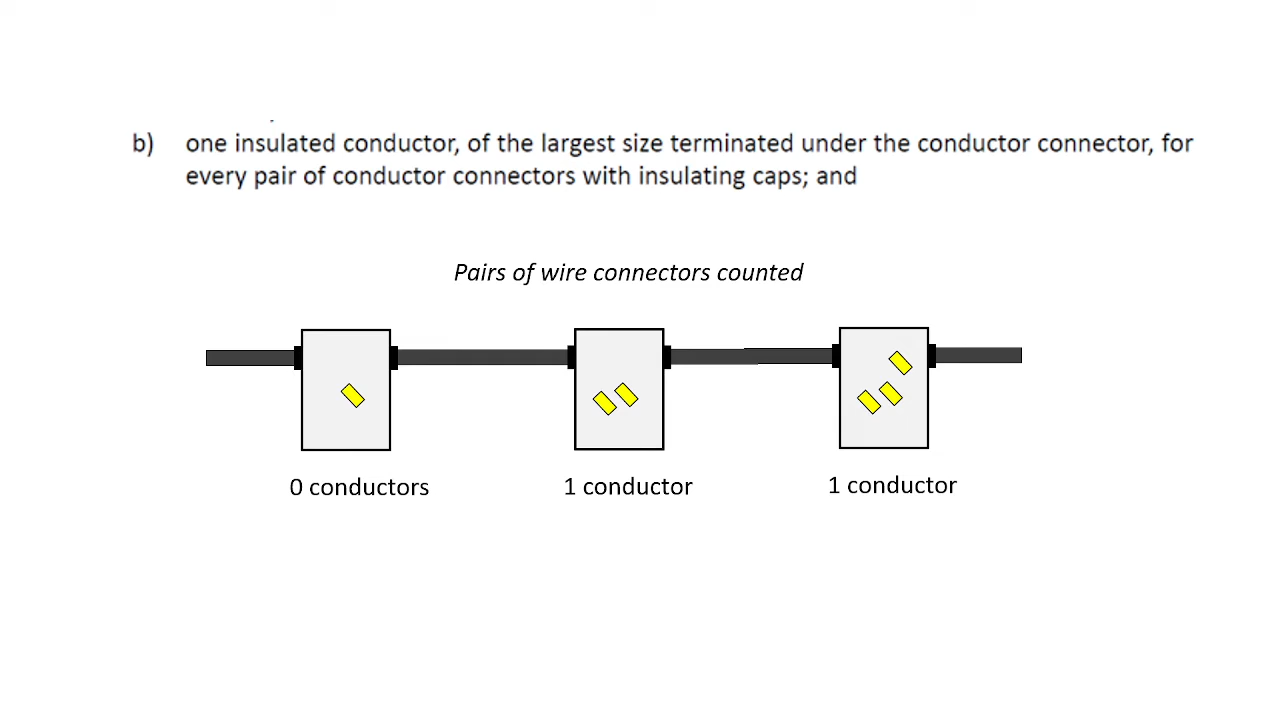 b) one insulated conductor, of the largest size terminated under the conductor connector, for
every pair of conductor connectors with insulating caps; and
Pairs of wire connectors counted
0 conductors 1 conductor 1 conductor